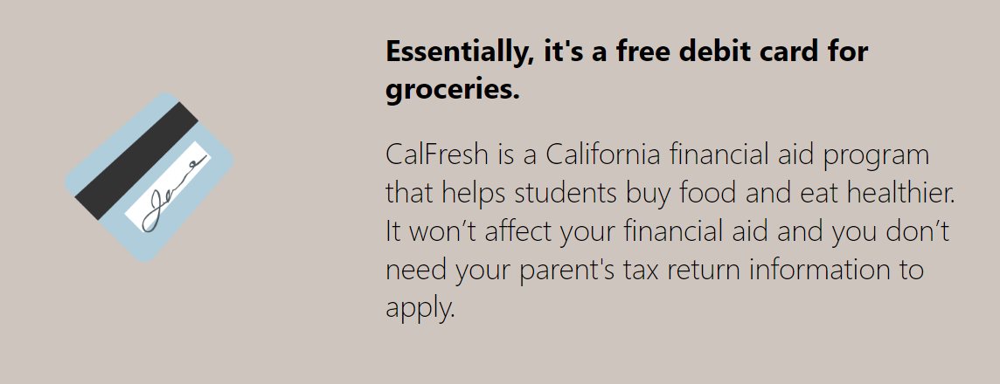 Essentially, it's a free debit card for
groceries.
CalFresh is a California financial aid program
that helps students buy food and eat healthier.
It won’t affect your financial aid and you don’t
need your parent's tax return information to
apply.